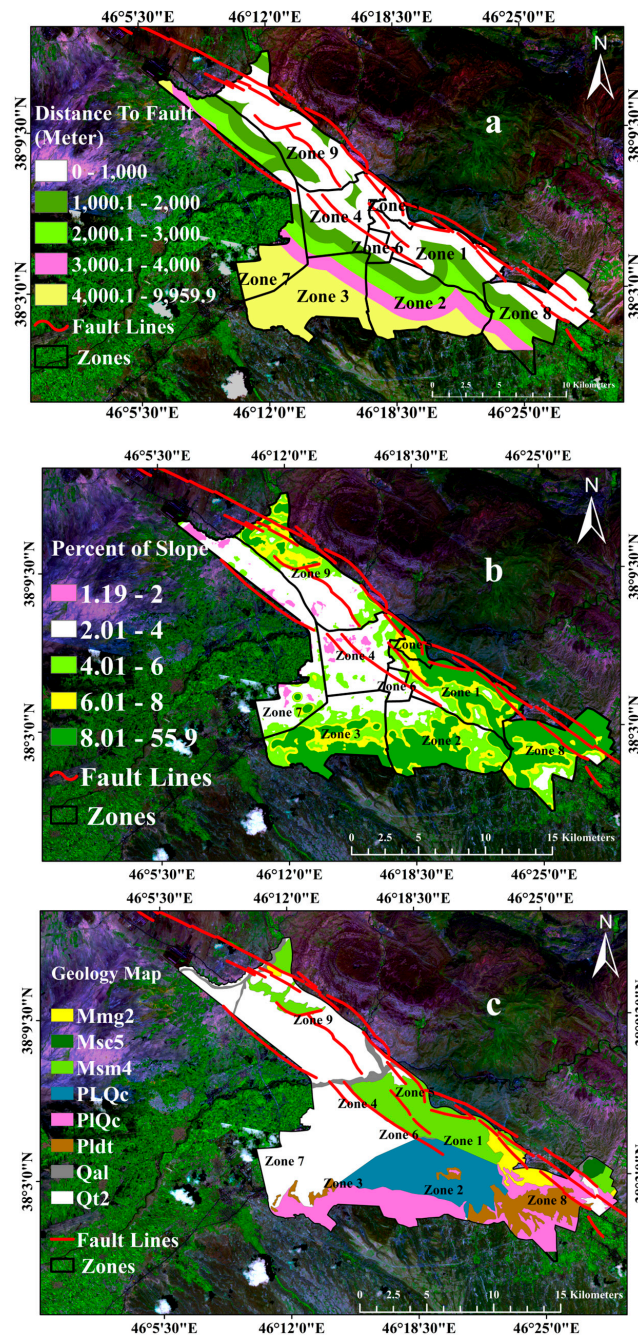 46°5'30"E 46°12'0"E 46°18'30"E 46°25'0"E
N
a
38°9'30"N
38°9'30"N
Distance To Fault
(Meter)
0 - 1,000
1,000.1 - 2,000
2,000.1 - 3,000
3,000.1 - 4,000
4,000.1 - 9,959.9
Fault Lines
Zones
Zone 9
Zone 4
Zone 6
Zone 1
Zone 7
Zone 3
Zone 2
Zone 8
38°3'0"N
38°3'0"N
0 2.5 5 10 Kilometers
46°5'30"E 46°12'0"E 46°18'30"E 46°25'0"E
46°5'30"E 46°12'0"E 46°18'30"E 46°25'0"E
N
b
38°9'30"N
38°9'30"N
Percent of Slope
1.19 - 2
2.01 - 4
4.01 - 6
6.01 - 8
8.01 - 55.9
Fault Lines
Zones
Zone 9
Zone 4
Zone 6
Zone 1
Zone 7
Zone 3
Zone 2
Zone 8
38°3'0"N
38°3'0"N
0 2.5 5 10 15 Kilometers
46°5'30"E 46°12'0"E 46°18'30"E 46°25'0"E
46°5'30"E 46°12'0"E 46°18'30"E 46°25'0"E
N
c
38°9'30"N
Geology Map
Mmg2
Msc5
Msm4
PLQc
PlQc
Pldt
Qal
Qt2
Fault Lines
Zones
Zone 9
Zone 4
Zone 6
Zone 1
Zone 7
Zone 3
Zone 2
Zone 8
38°3'0"N
0 2.5 5 10 15 Kilometers
46°5'30"E 46°12'0"E 46°18'30"E 46°25'0"E